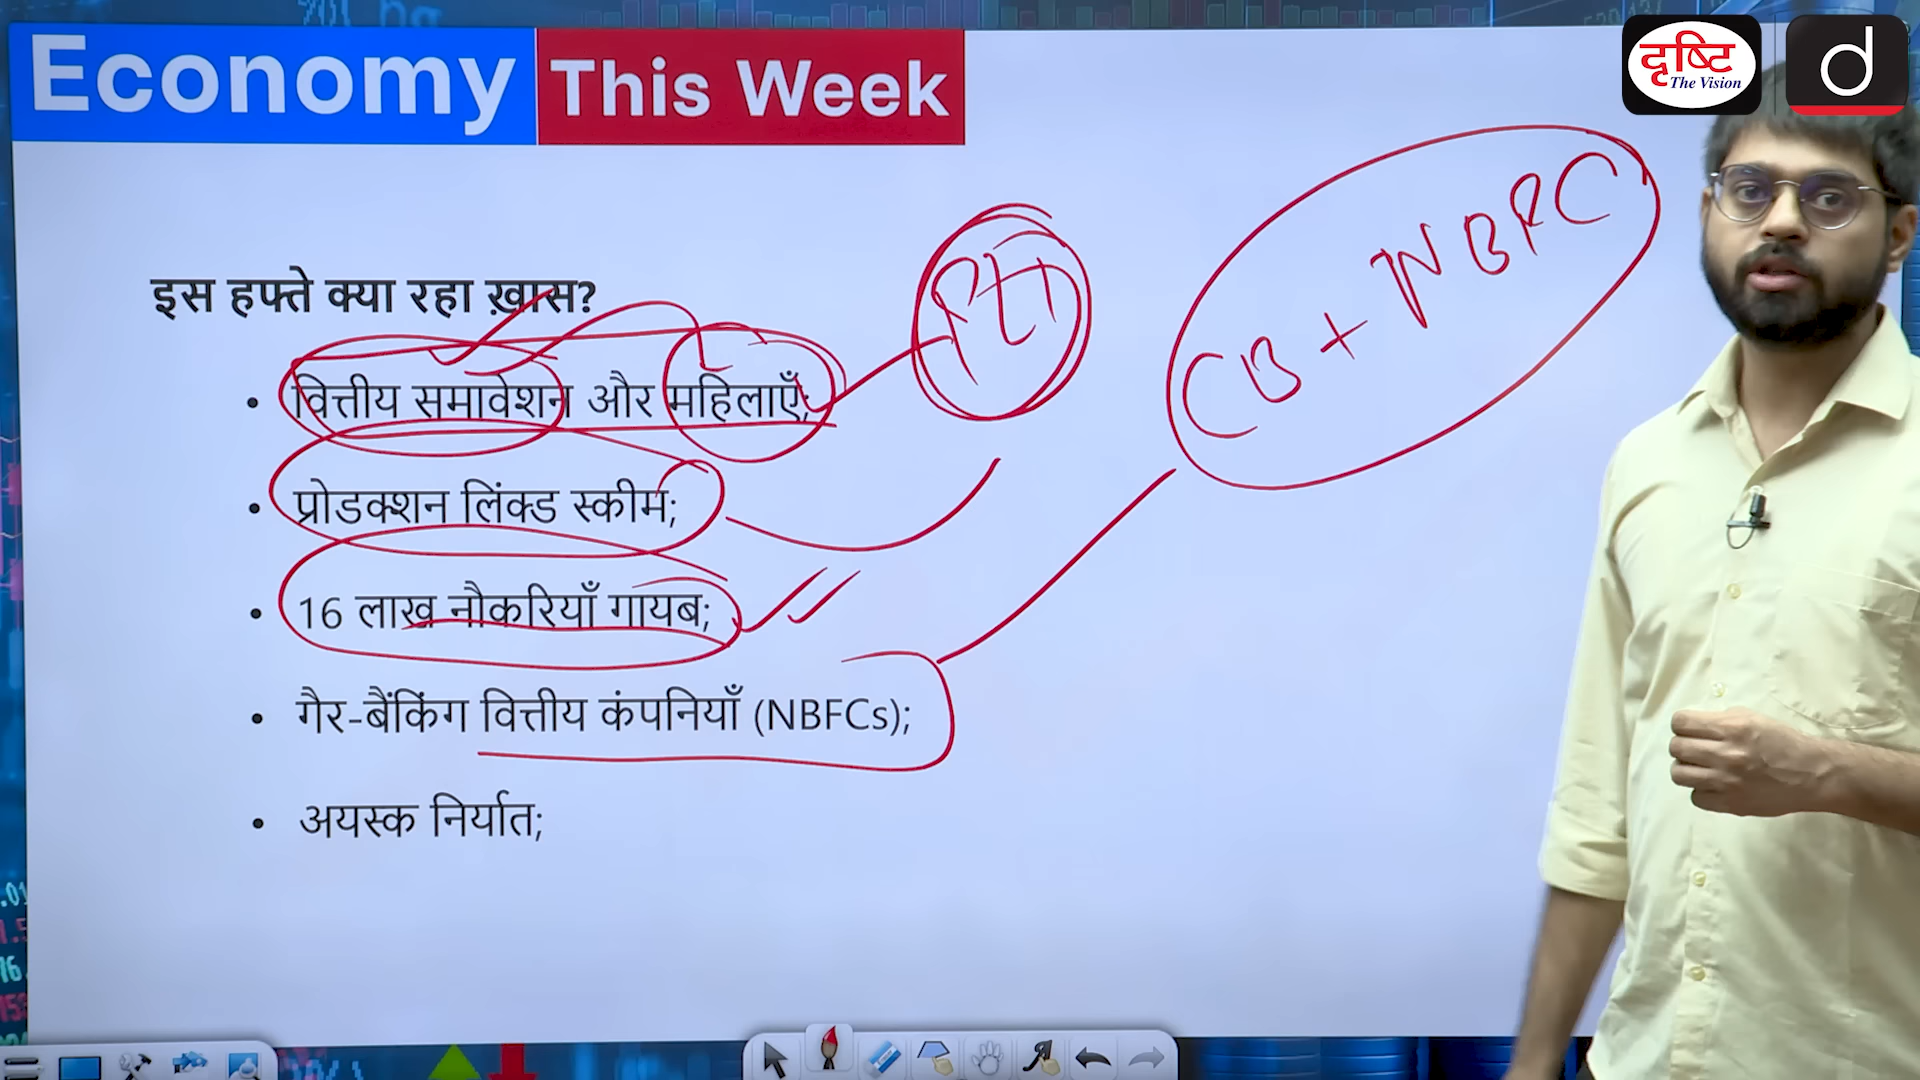 Economy This Week
दृष्टि
The Vision
d
इस हफ्ते क्या रहा ख़ास?
• वित्तीय समावेशन और महिलाएँ;
• प्रोडक्शन लिंक्ड स्कीम;
• 16 लाख नौकरियाँ गायब;
• गैर-बैंकिंग वित्तीय कंपनियाँ (NBFCs);
• अयस्क निर्यात;
CB + NBFC